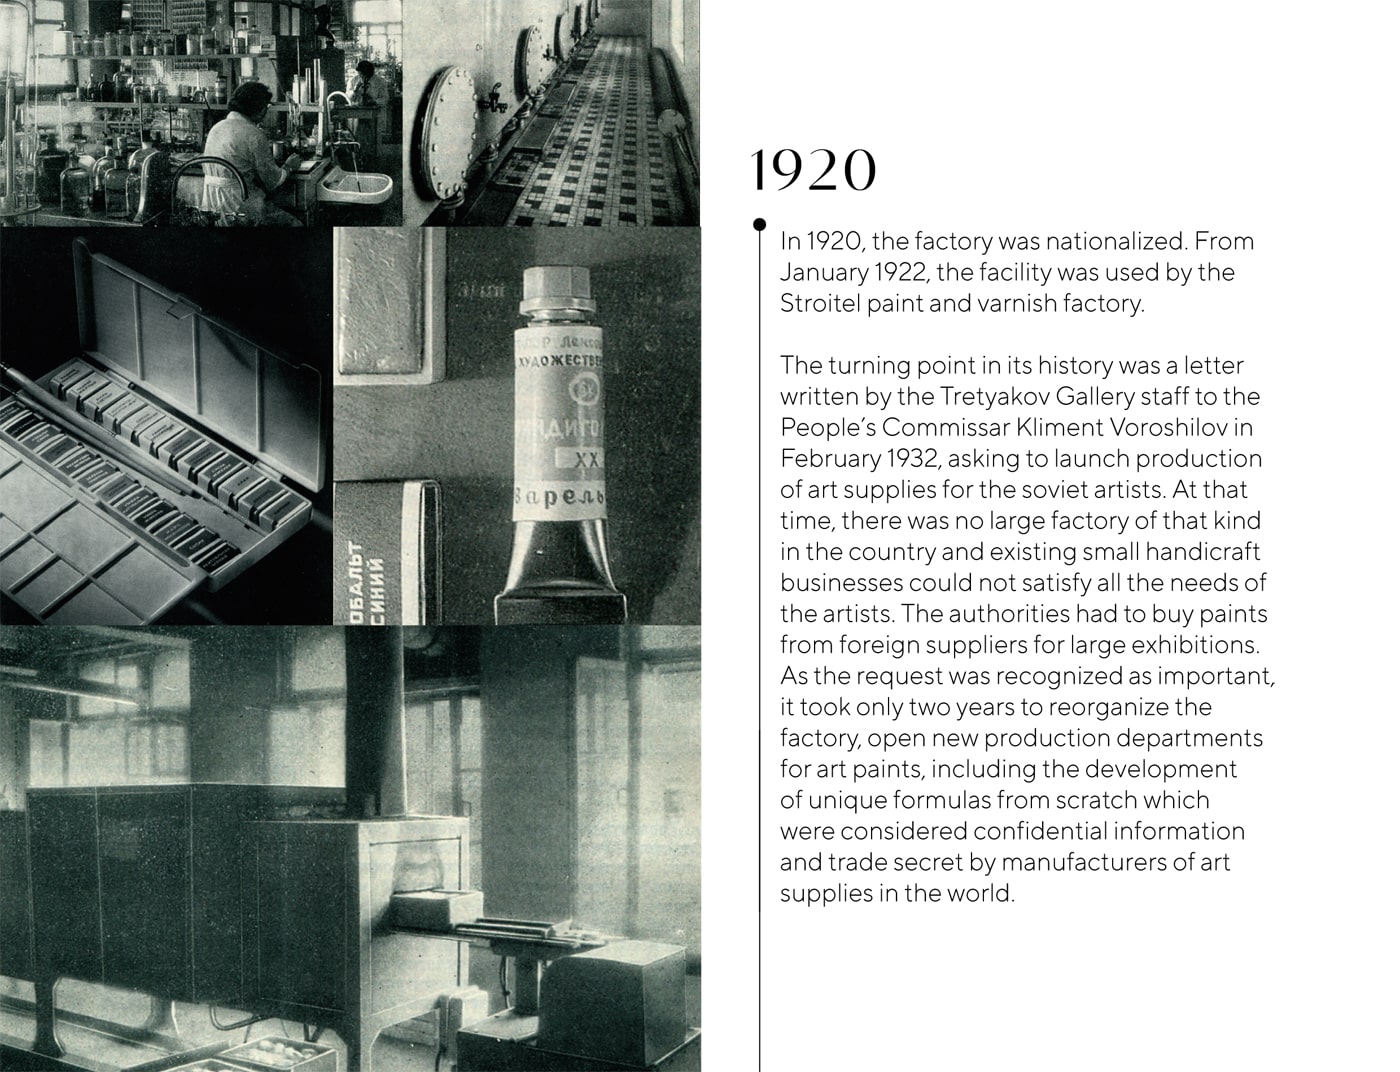 1920
In 1920, the factory was nationalized. From
January 1922, the facility was used by the
Stroitel paint and varnish factory.
The turning point in its history was a letter
written by the Tretyakov Gallery staff to the
People’s Commissar Kliment Voroshilov in
February 1932, asking to launch production
of art supplies for the soviet artists. At that
time, there was no large factory of that kind
in the country and existing small handicraft
businesses could not satisfy all the needs of
the artists. The authorities had to buy paints
from foreign suppliers for large exhibitions.
As the request was recognized as important,
it took only two years to reorganize the
factory, open new production departments
for art paints, including the development
of unique formulas from scratch which
were considered confidential information
and trade secret by manufacturers of art
supplies in the world.
ХУДОЖЕСТВЕ
ХХ
ОБАЛЬТ
СИНИЙ